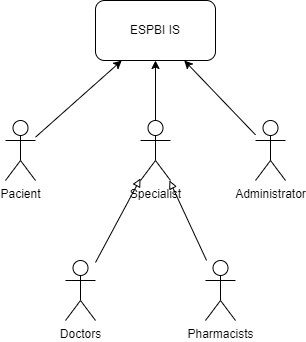 ESPBI IS
Pacient
Specialist
Administrator
Doctors
Pharmacists